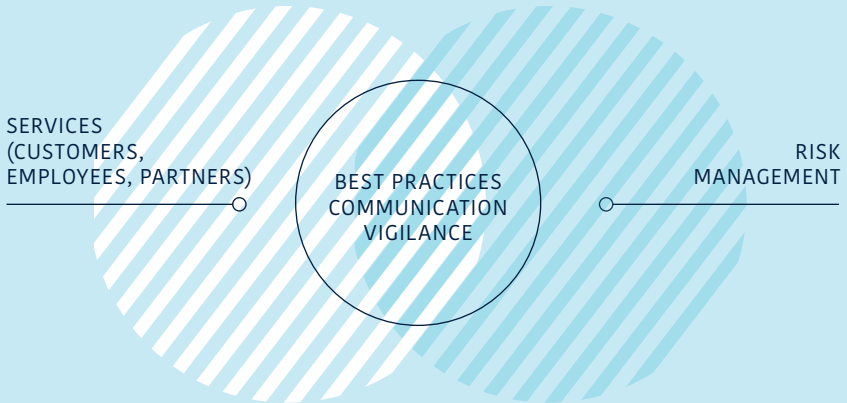 SERVICES
(CUSTOMERS,
EMPLOYEES, PARTNERS)
BEST PRACTICES
COMMUNICATION
VIGILANCE
RISK
MANAGEMENT